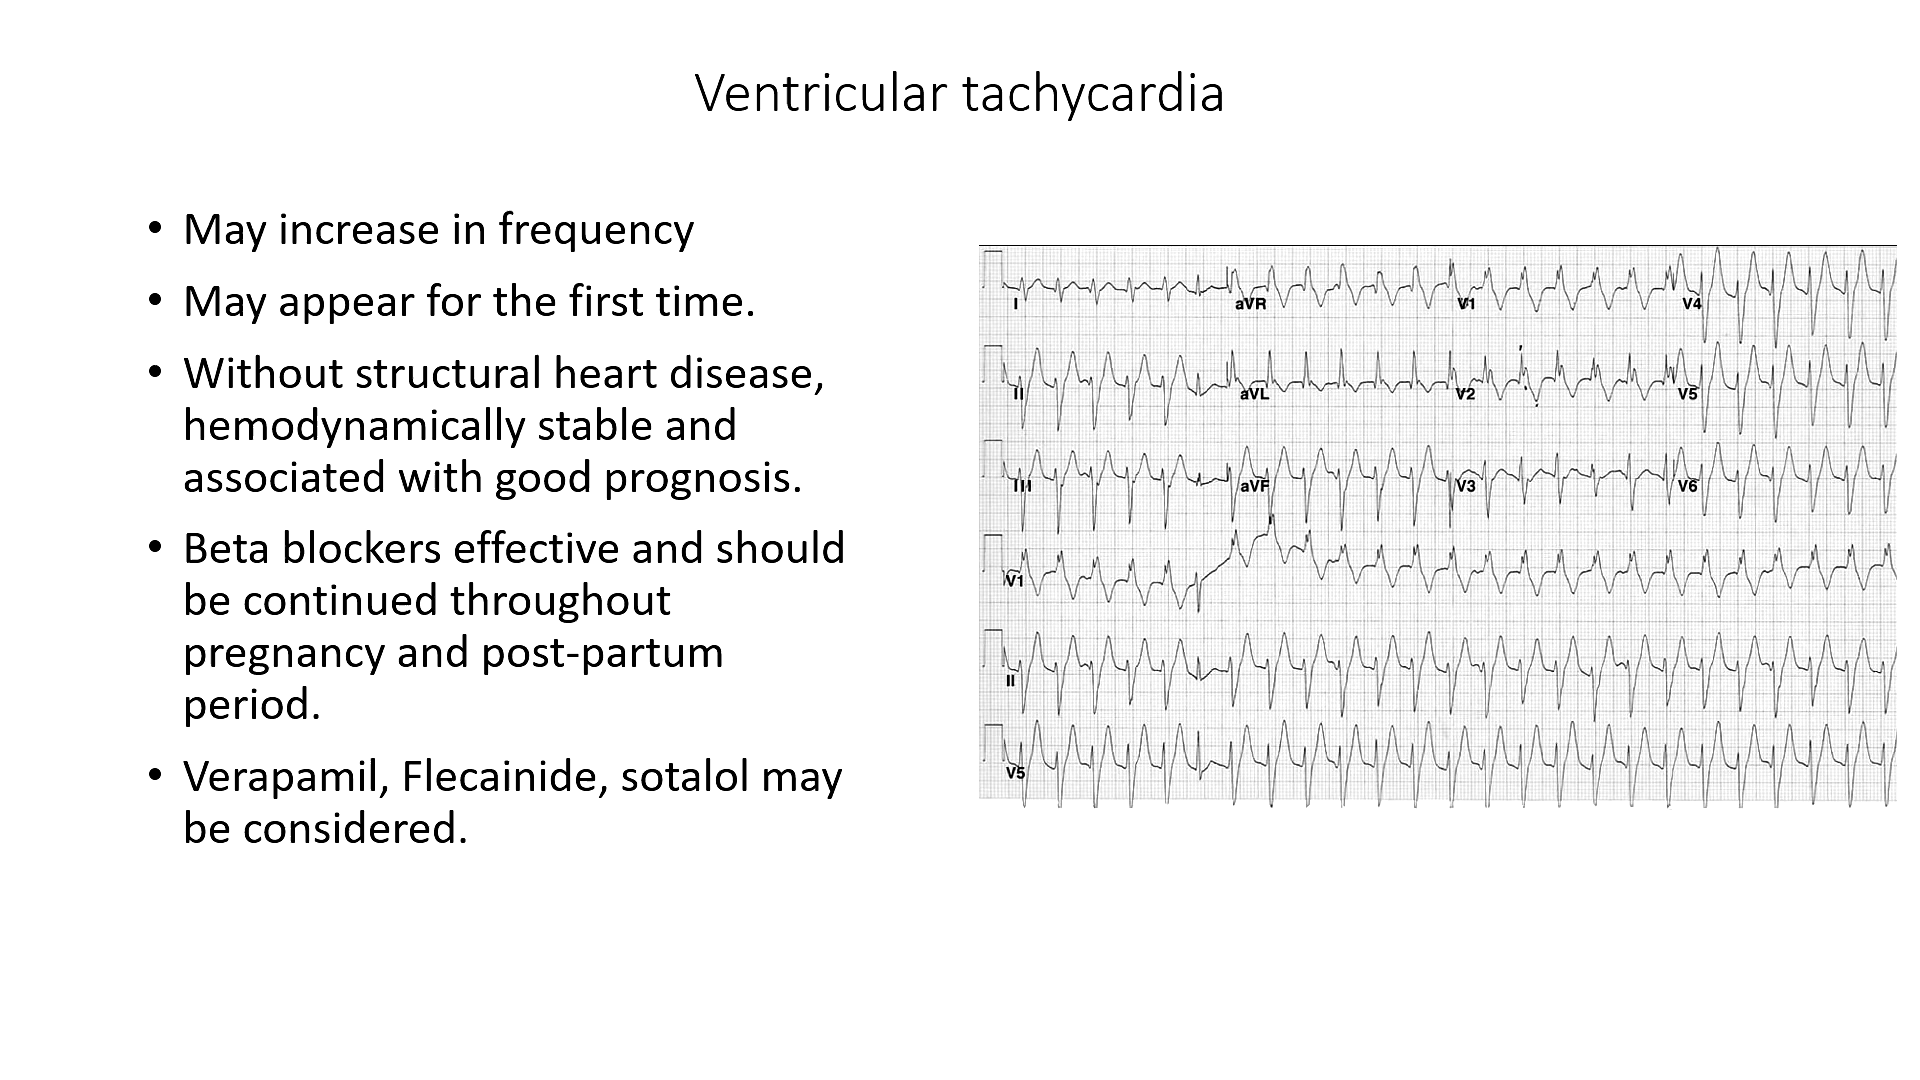 Ventricular tachycardia
• May increase in frequency
• May appear for the first time.
• Without structural heart disease,
hemodynamically stable and
associated with good prognosis.
• Beta blockers effective and should
be continued throughout
pregnancy and post-partum
period.
• Verapamil, Flecainide, sotalol may
be considered.
I aVR V1 V4
II aVL V2 V5
III aVF V3 V6
V1
II
V5